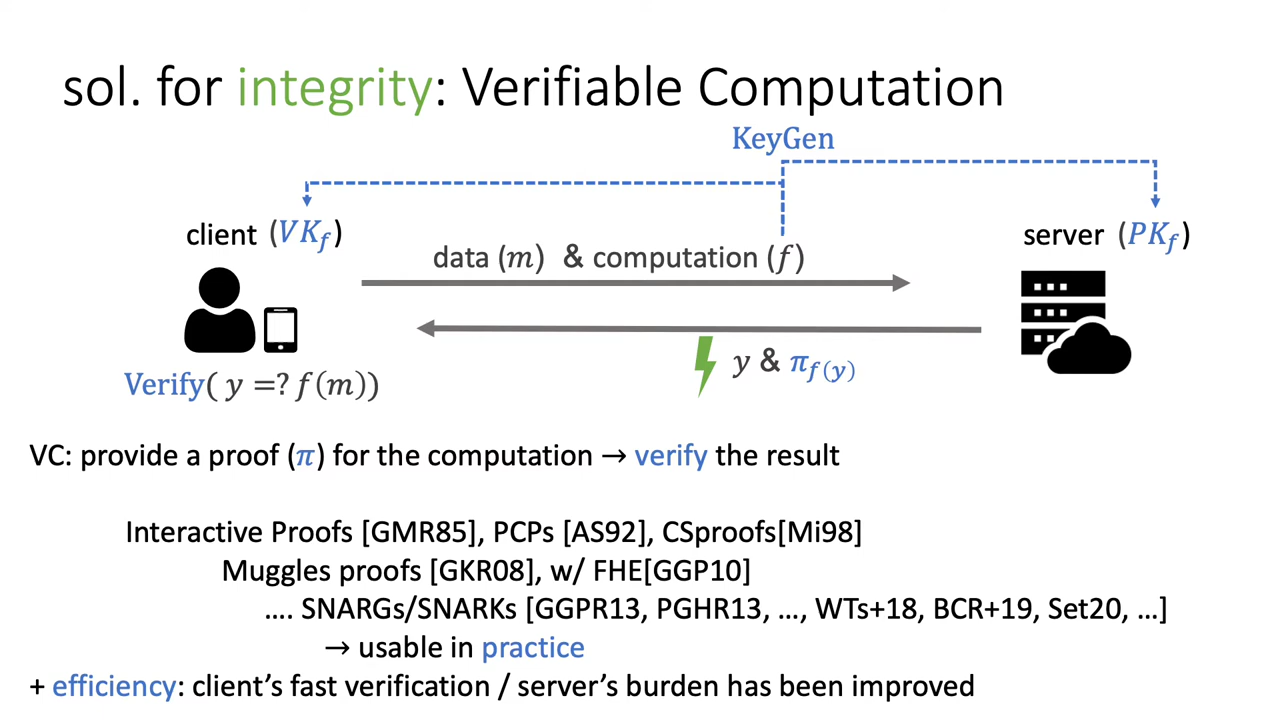 sol. for integrity: Verifiable Computation
KeyGen
client (VK_f)
server (PK_f)
data (m) & computation (f)
y & π_f(y)
Verify( y =? f(m))
VC: provide a proof (π) for the computation → verify the result
Interactive Proofs [GMR85], PCPs [AS92], CSproofs[Mi98]
Muggles proofs [GKR08], w/ FHE[GGP10]
…. SNARGs/SNARKs [GGPR13, PGHR13, …, WTs+18, BCR+19, Set20, …]
→ usable in practice
+ efficiency: client’s fast verification / server’s burden has been improved